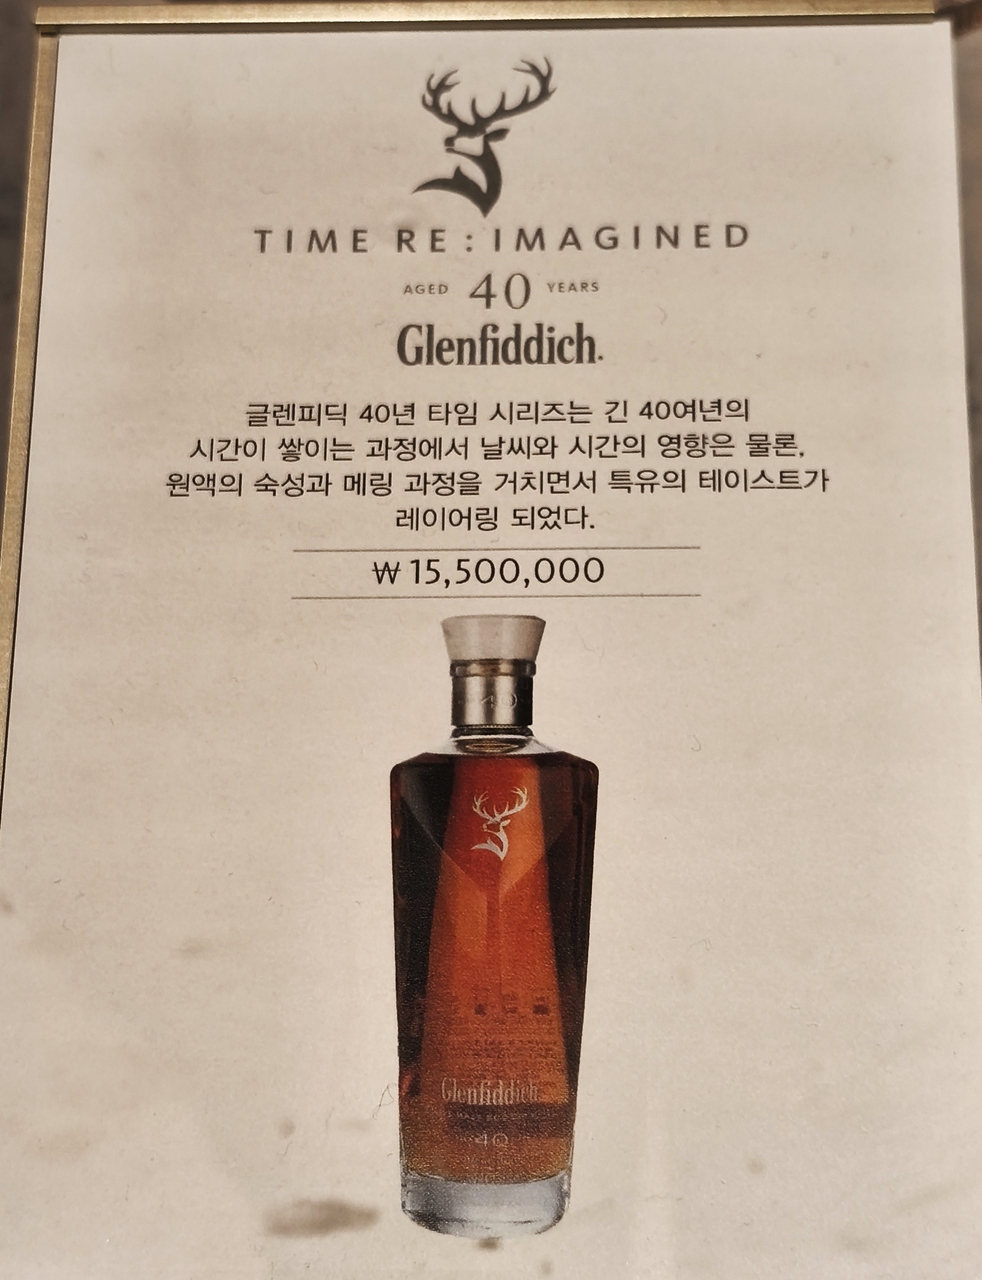 TIME RE:IMAGINED
AGED 40 YEARS
Glenfiddich.
글렌피딕 40년 타임 시리즈는 긴 40여년의
시간이 쌓이는 과정에서 날씨와 시간의 영향은 물론,
원액의 숙성과 메링 과정을 거치면서 특유의 테이스트가
레이어링 되었다.
₩ 15,500,000
40
Glenfiddich
40